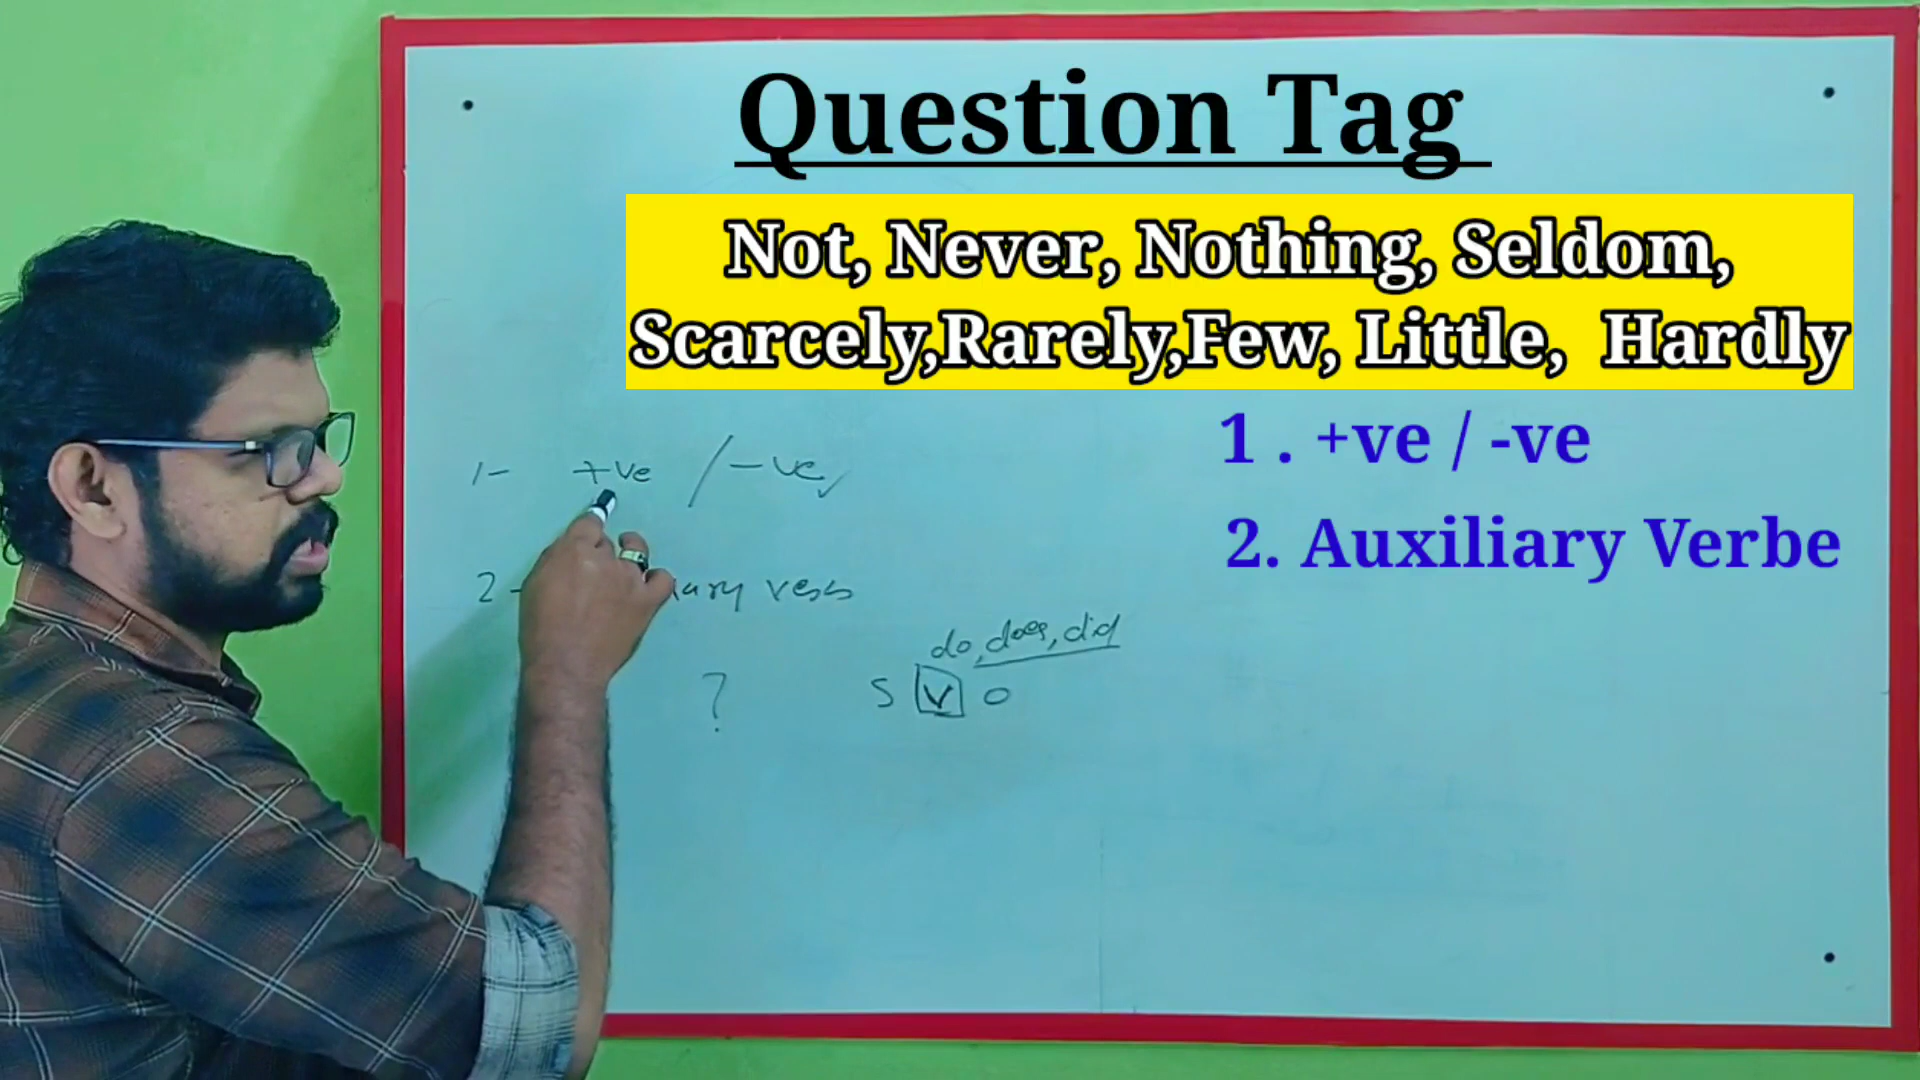 Question Tag
Not, Never, Nothing, Seldom,
Scarcely,Rarely,Few, Little, Hardly
1 . +ve / -ve
2. Auxiliary Verbe
1- +ve / -ve
2-
do, does, did
? S V O